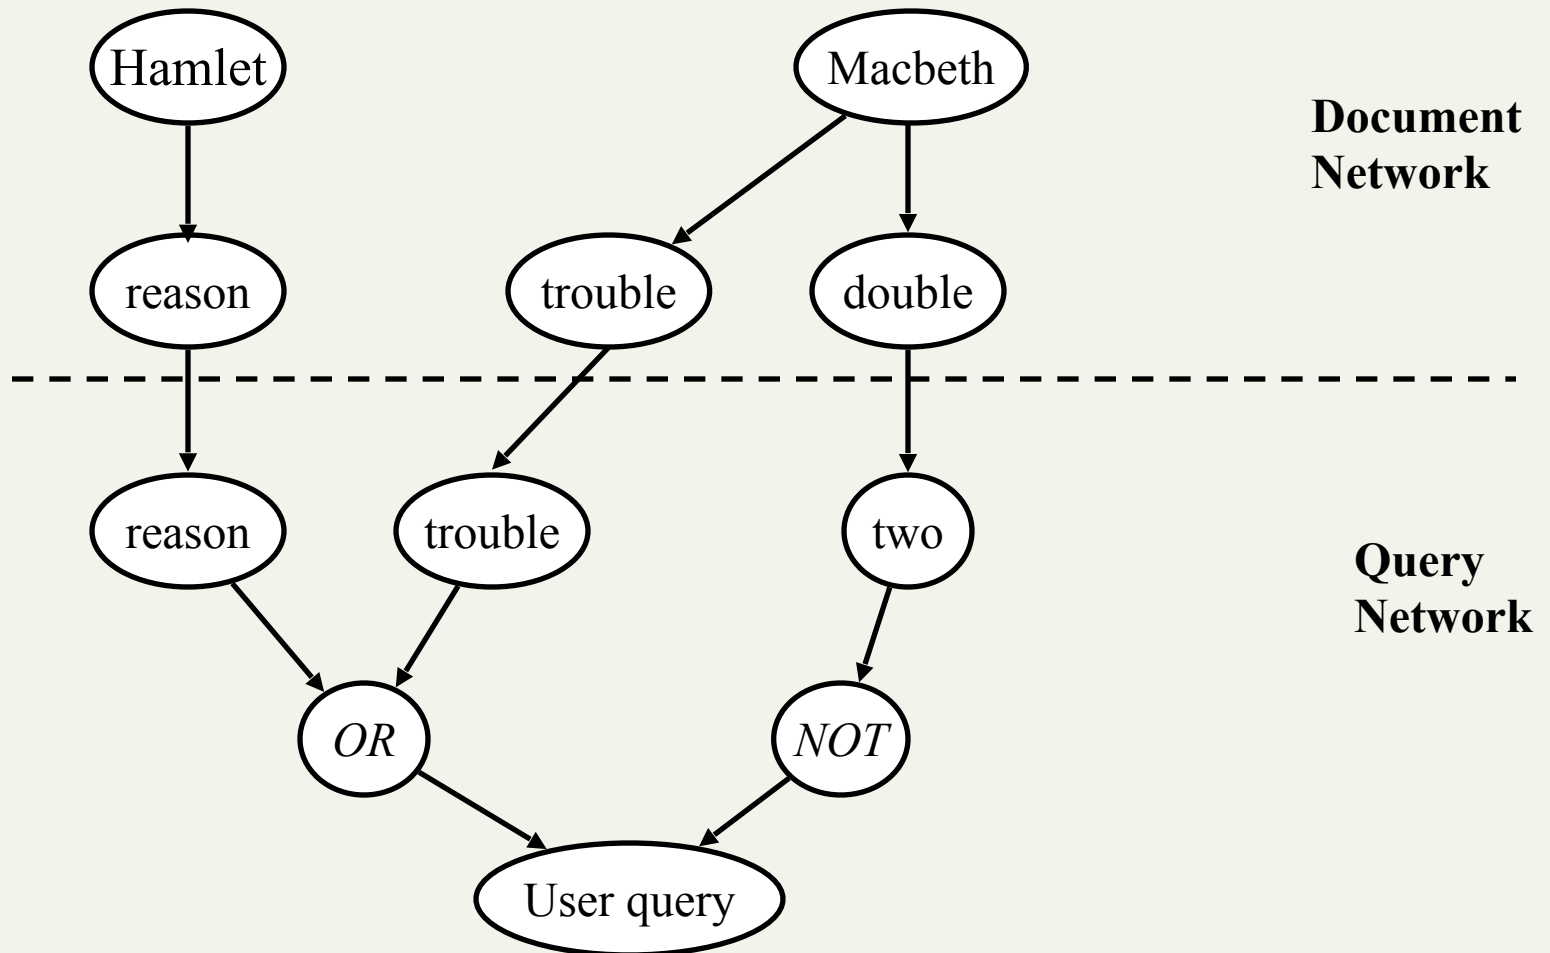 Hamlet
Macbeth
Document
Network
reason
trouble
double
reason
trouble
two
Query
Network
OR
NOT
User query